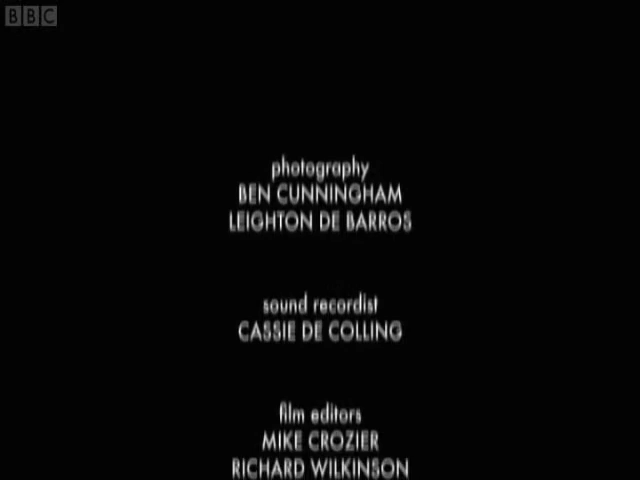 BBC
photography
BEN CUNNINGHAM
LEIGHTON DE BARROS
sound recordist
CASSIE DE COLLING
film editors
MIKE CROZIER
RICHARD WILKINSON